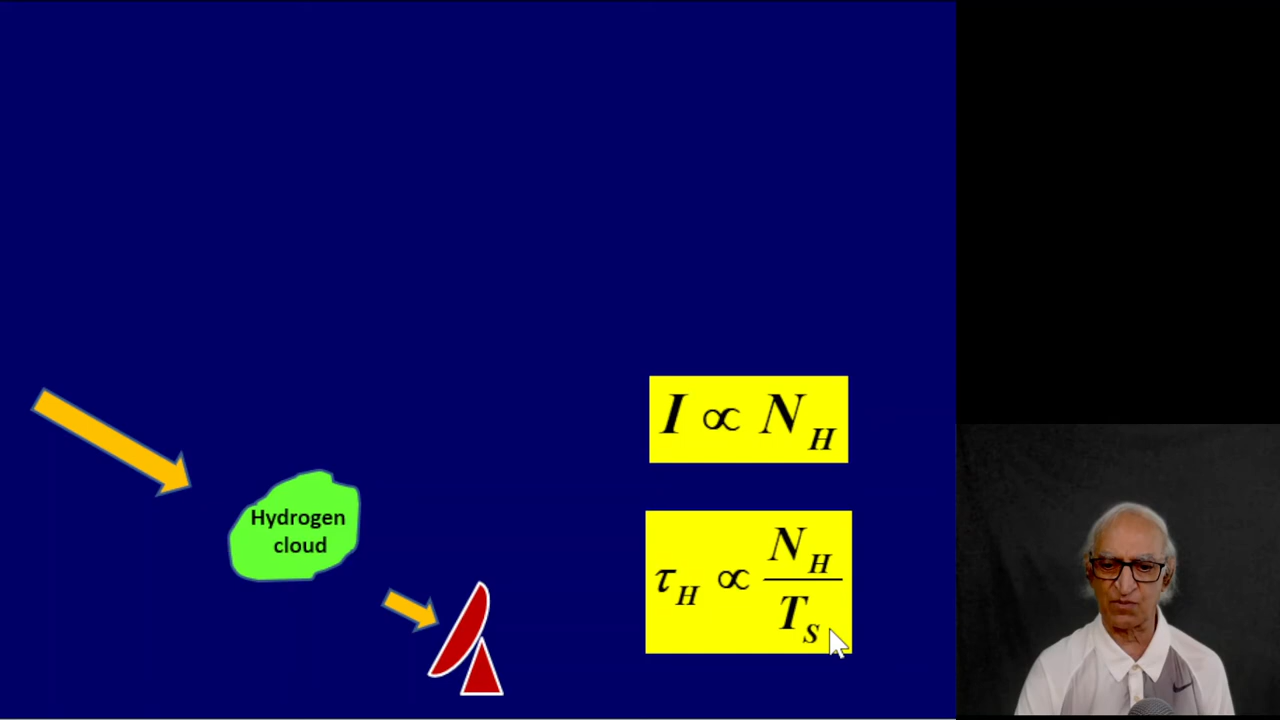 Hydrogen
cloud
I ∝ N_H
τ_H ∝ N_H / T_S